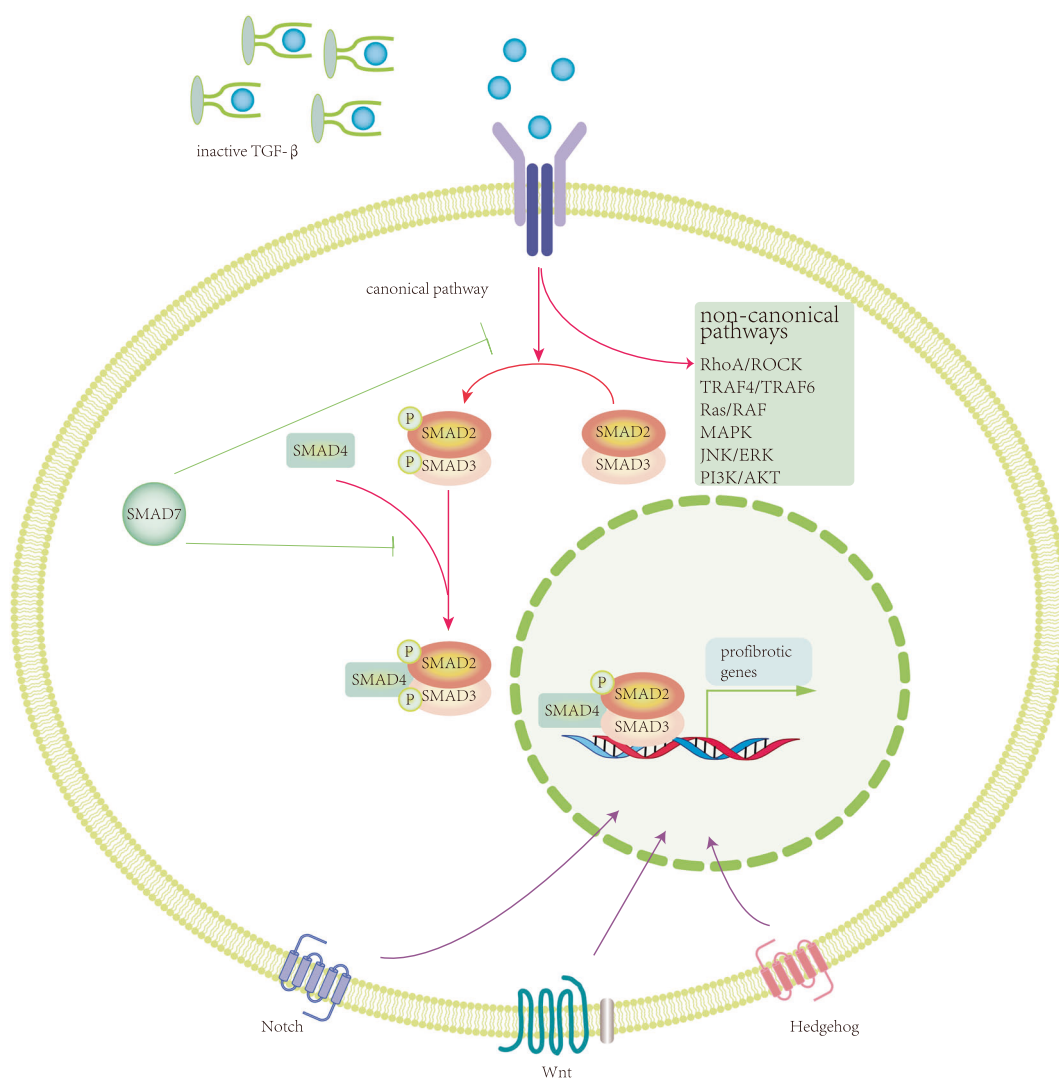 inactive TGF-β
canonical pathway
non-canonical
pathways
RhoA/ROCK
TRAF4/TRAF6
Ras/RAF
MAPK
JNK/ERK
PI3K/AKT
P
SMAD2
P
SMAD3
SMAD2
SMAD3
SMAD4
SMAD7
P
SMAD2
SMAD4
P
SMAD3
profibrotic
genes
P
SMAD2
SMAD4
SMAD3
Notch
Wnt
Hedgehog